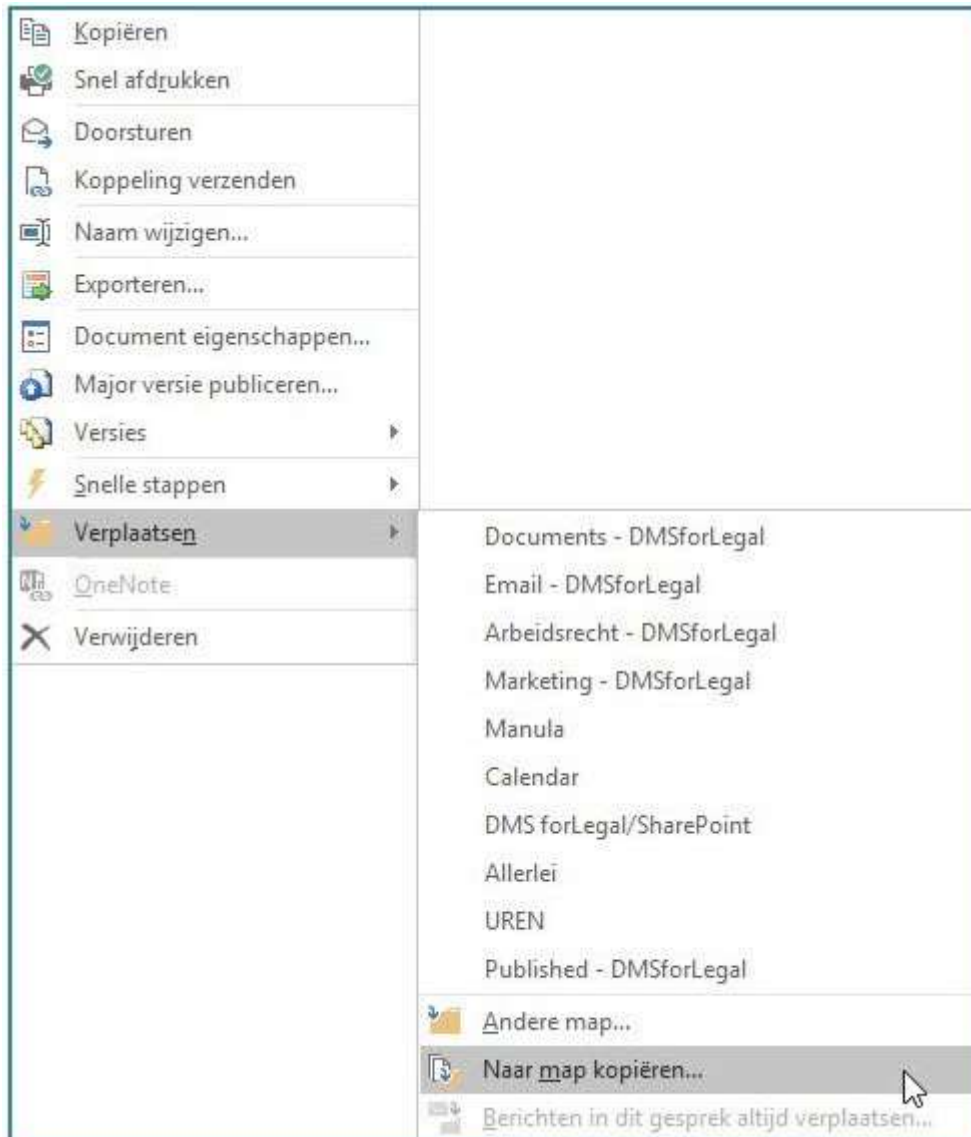 Kopiëren
Snel afdrukken
Doorsturen
Koppeling verzenden
Naam wijzigen...
Exporteren...
Document eigenschappen...
Major versie publiceren...
Versies
Snelle stappen
Verplaatsen
OneNote
Verwijderen
Documents - DMSforLegal
Email - DMSforLegal
Arbeidsrecht - DMSforLegal
Marketing - DMSforLegal
Manula
Calendar
DMS forLegal/SharePoint
Allerlei
UREN
Published - DMSforLegal
Andere map...
Naar map kopiëren...
Berichten in dit gesprek altijd verplaatsen...